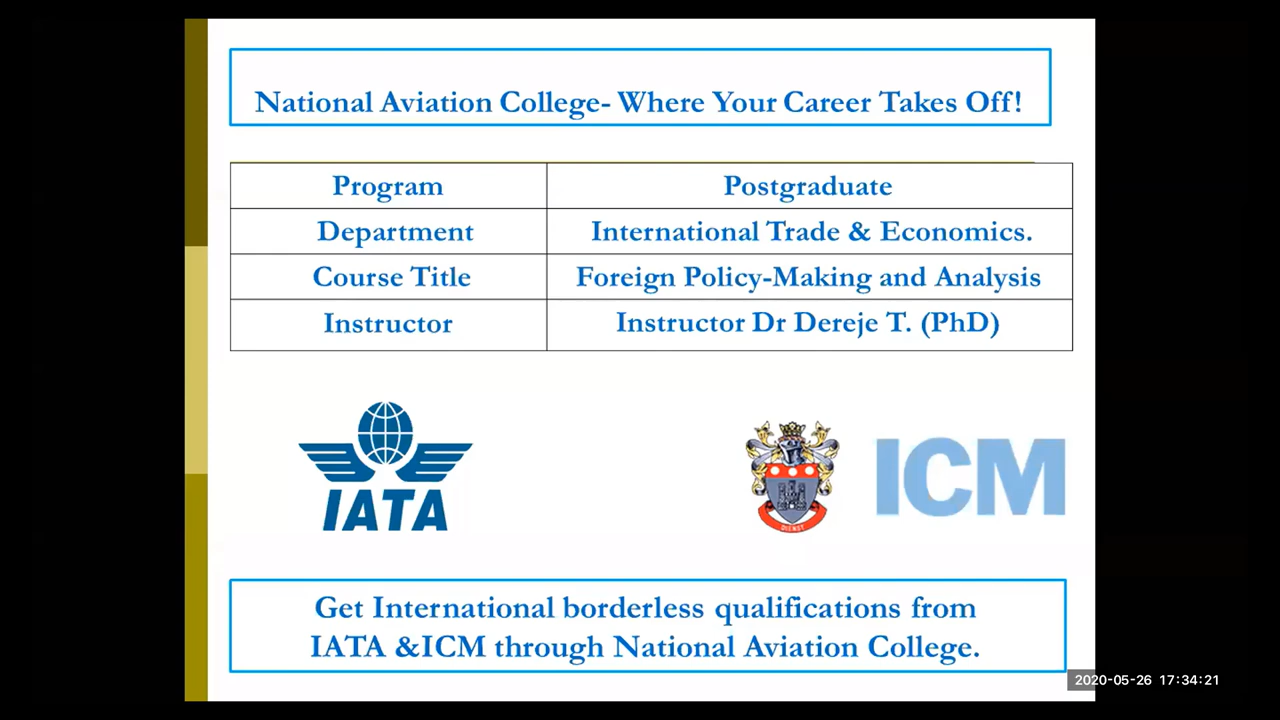 National Aviation College- Where Your Career Takes Off!
Program Postgraduate
Department International Trade & Economics.
Course Title Foreign Policy-Making and Analysis
Instructor Instructor Dr Dereje T. (PhD)
IATA
DIENST
ICM
Get International borderless qualifications from
IATA &ICM through National Aviation College.
2020-05-26 17:34:21